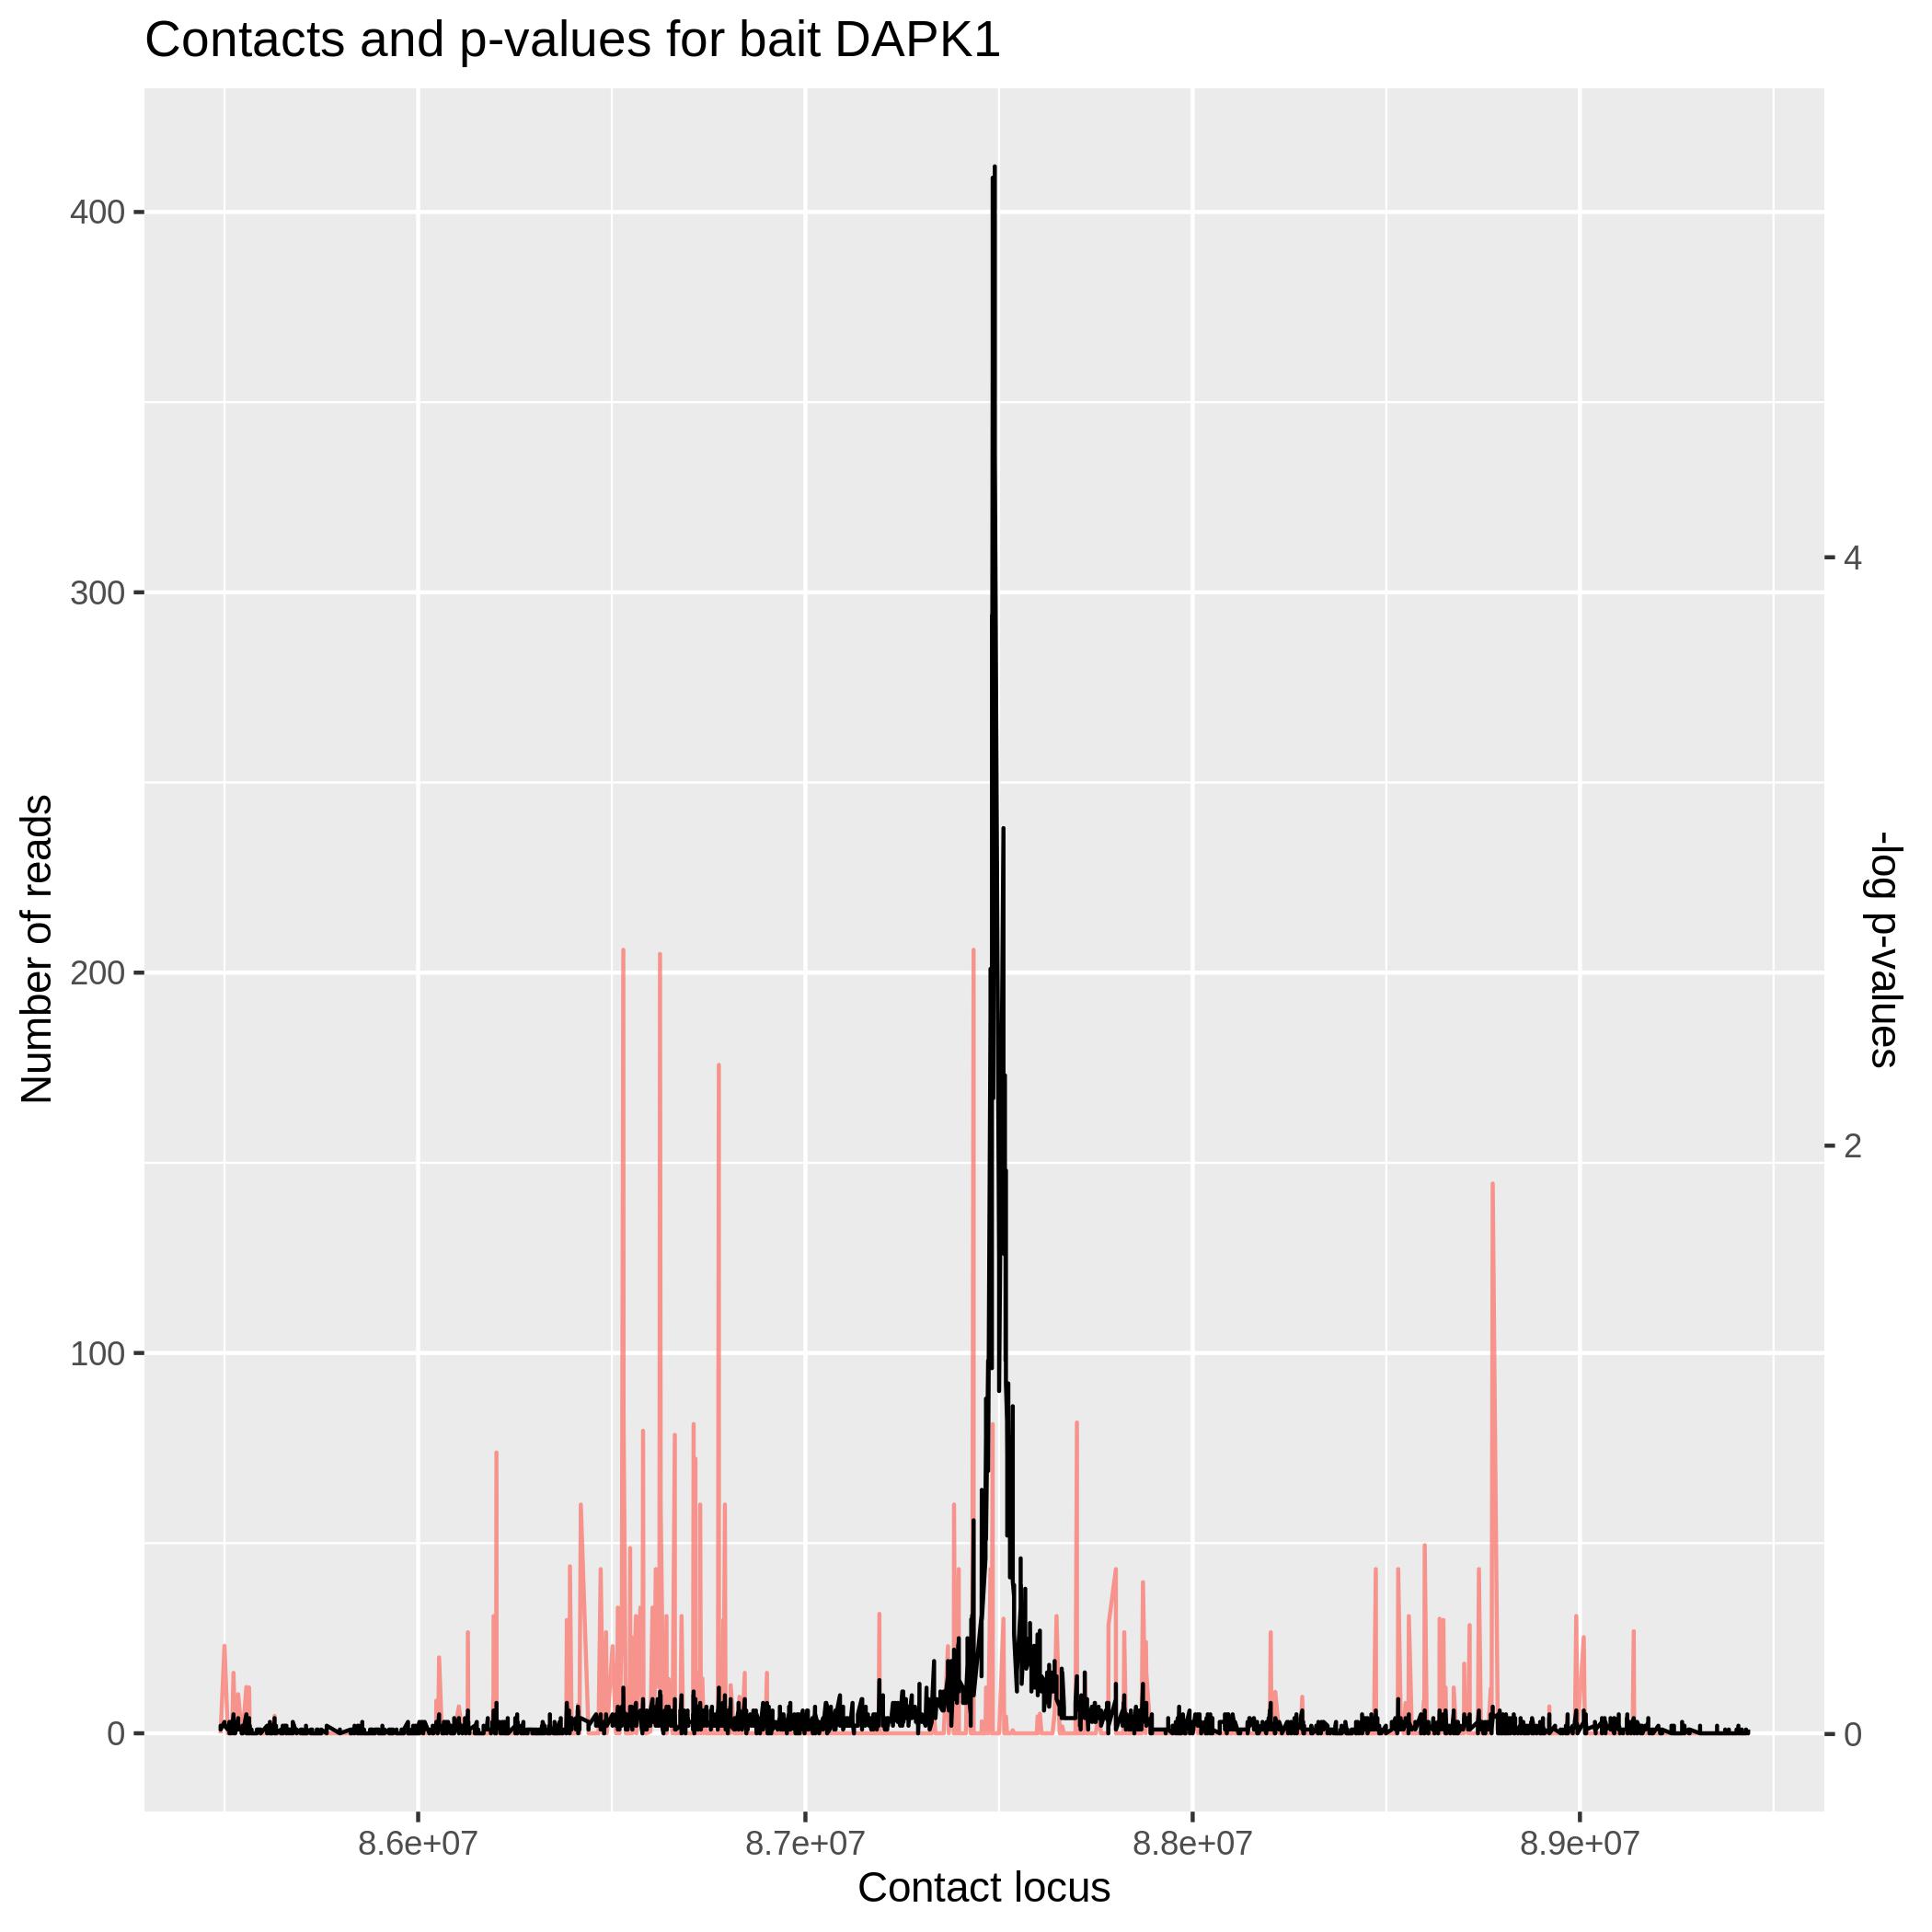 Contacts and p-values for bait DAPK1
400
300
200
100
0
4
2
0
Number of reads
-log p-values
8.6e+07
8.7e+07
8.8e+07
8.9e+07
Contact locus